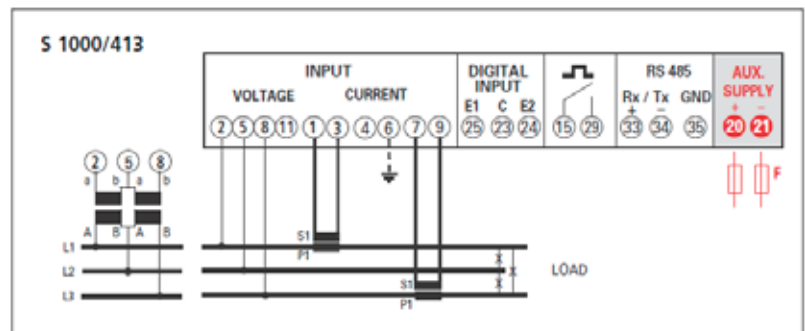 S 1000/413
INPUT
VOLTAGE CURRENT
DIGITAL
INPUT
E1 C E2
RS 485
Rx / Tx GND
+ −
AUX.
SUPPLY
+ −
2 5 8 11 1 3 4 6 7 9 25 23 24 15 29 33 34 35 20 21
F
2 5 8
a b a b
A B A B
L1
L2
L3
S1
P1
S1
P1
LOAD